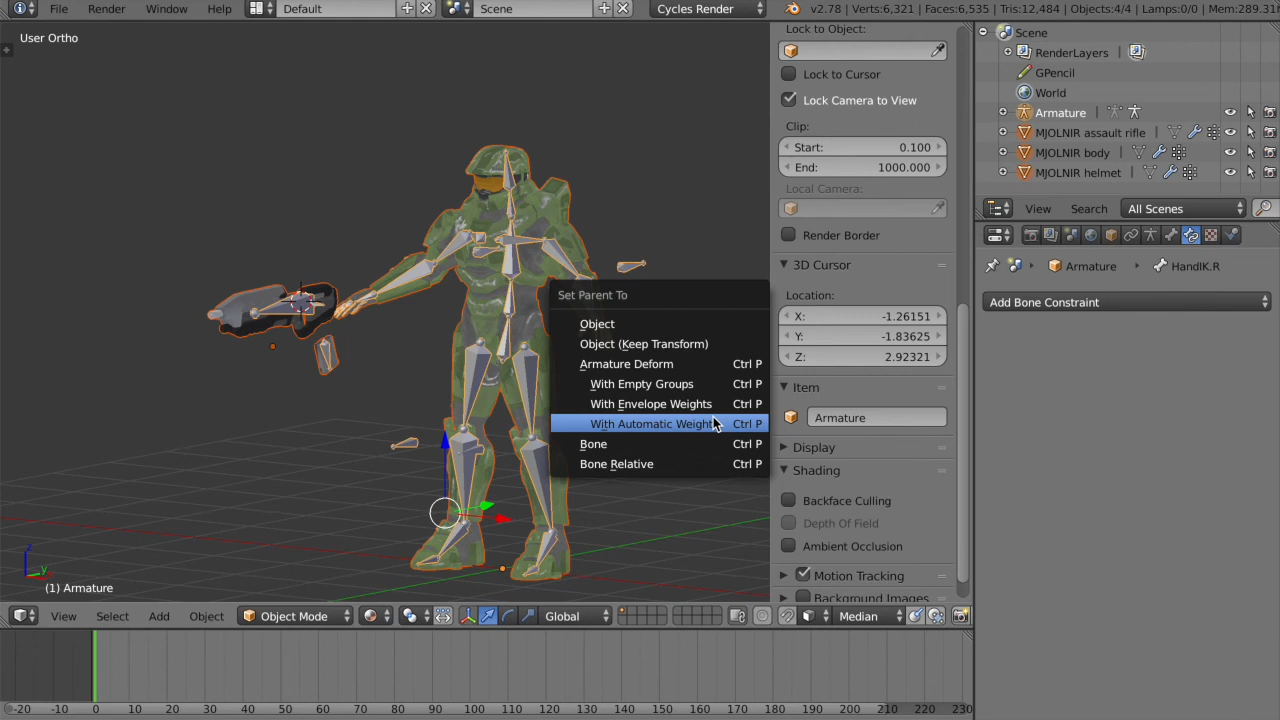 File Render Window Help Default Scene Cycles Render v2.78 | Verts:6,321 | Faces:6,535 | Tris:12,484 | Objects:4/4 | Lamps:0/0 | Mem:289.31
User Ortho
Lock to Object:
Lock to Cursor
Lock Camera to View
Clip:
Start: 0.100
End: 1000.000
Local Camera:
Render Border
3D Cursor
Location:
X: -1.26151
Y: -1.83625
Z: 2.92321
Item
Armature
Display
Shading
Backface Culling
Depth Of Field
Ambient Occlusion
Motion Tracking
Background Images
Scene
RenderLayers
GPencil
World
Armature
MJOLNIR assault rifle
MJOLNIR body
MJOLNIR helmet
View Search All Scenes
Armature HandIK.R
Add Bone Constraint
Set Parent To
Object
Object (Keep Transform)
Armature Deform Ctrl P
With Empty Groups Ctrl P
With Envelope Weights Ctrl P
With Automatic Weight Ctrl P
Bone Ctrl P
Bone Relative Ctrl P
z
y
(1) Armature
View Select Add Object Object Mode Global Median
-20 -10 0 10 20 30 40 50 60 70 80 90 100 110 120 130 140 150 160 170 180 190 200 210 220 230